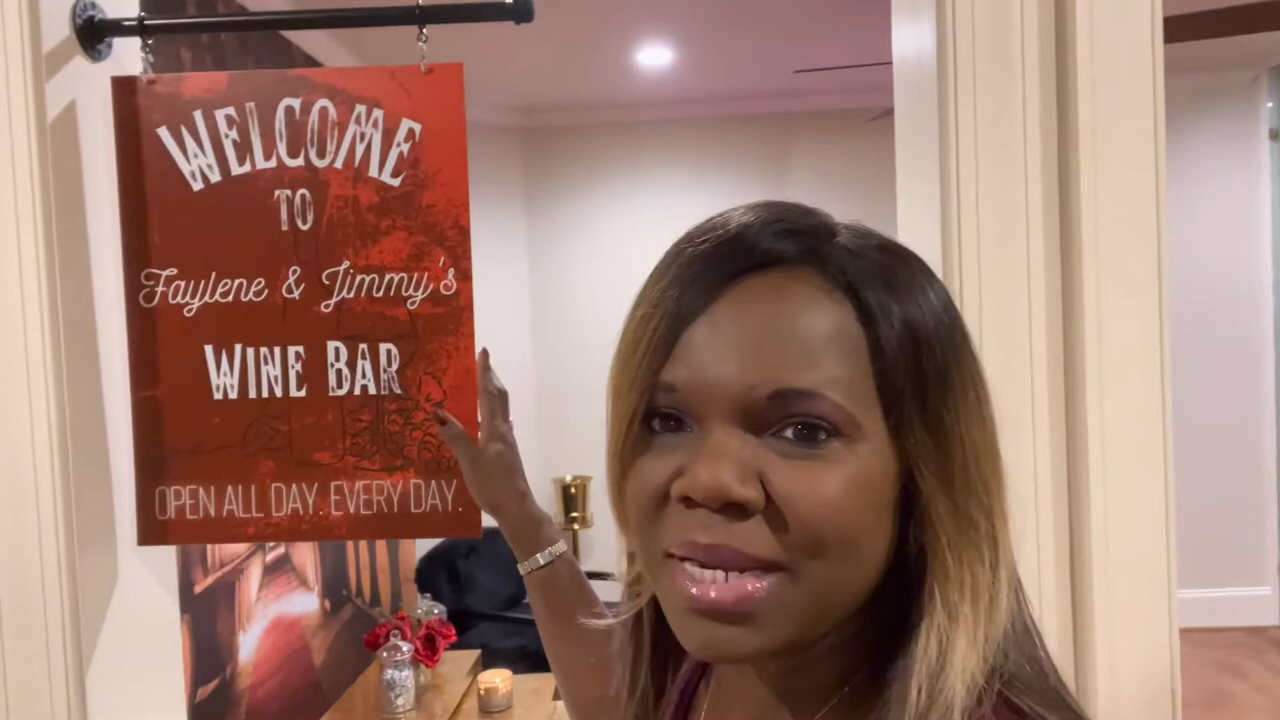 WELCOME
TO
Faylene & Jimmy's
WINE BAR
OPEN ALL DAY. EVERY DAY.